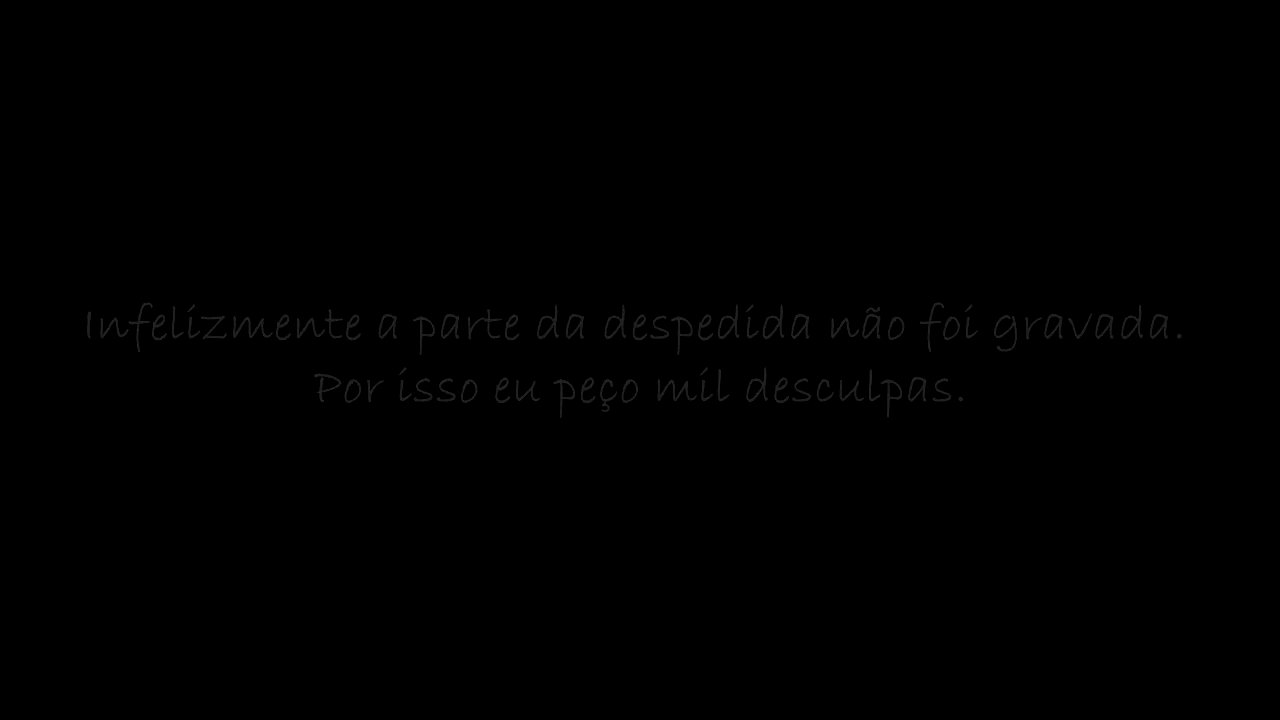 Infelizmente a parte da despedida não foi gravada.
Por isso eu peço mil desculpas.